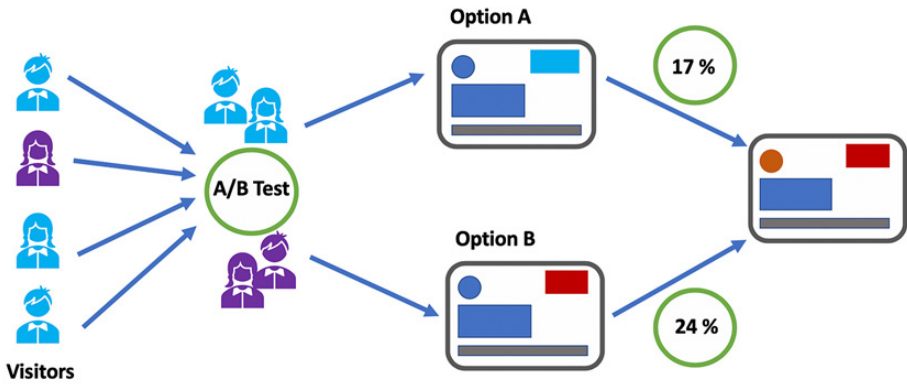 Option A
17 %
A/B Test
Option B
24 %
Visitors